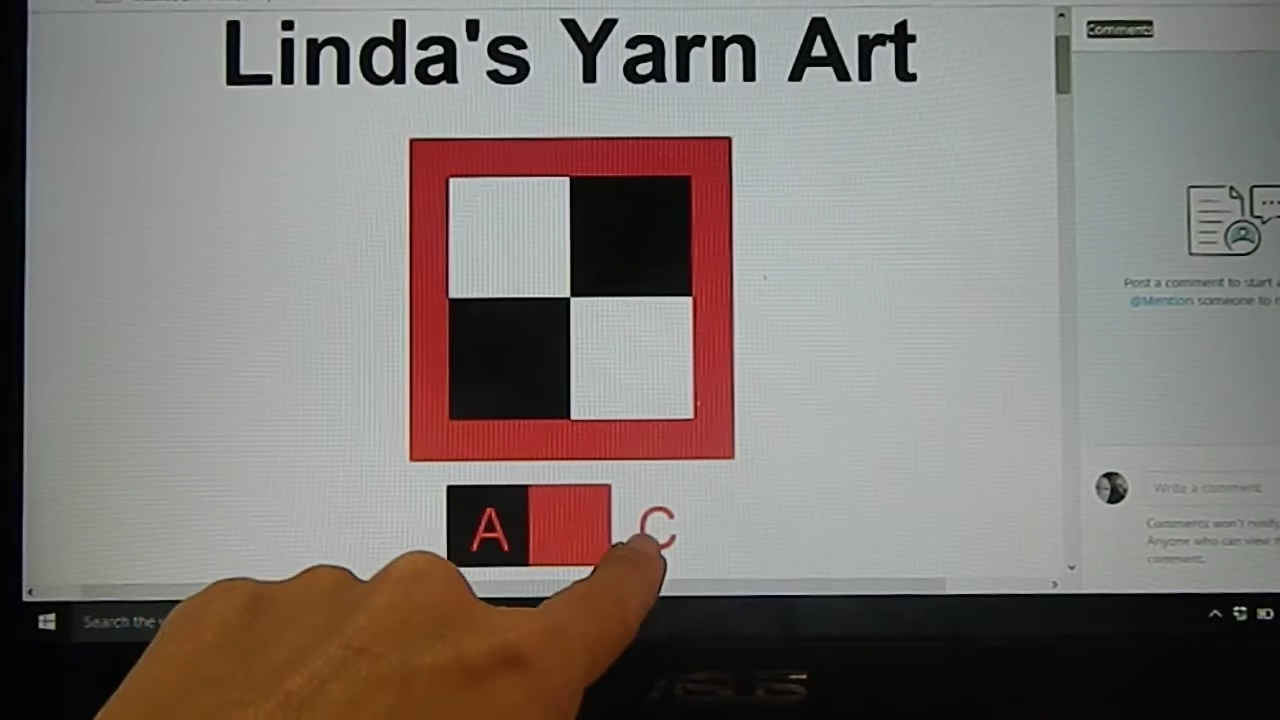 Linda's Yarn Art
Comments
Post a comment to start a
@Mention someone to
A
C
Write a comment
Comments won't notify
Anyone who can view
comment.
Search the
ASUS